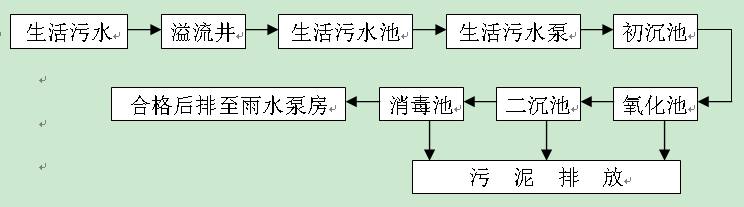 生活污水 溢流井 生活污水池 生活污水泵 初沉池
合格后排至雨水泵房 消毒池 二沉池 氧化池
污 泥 排 放